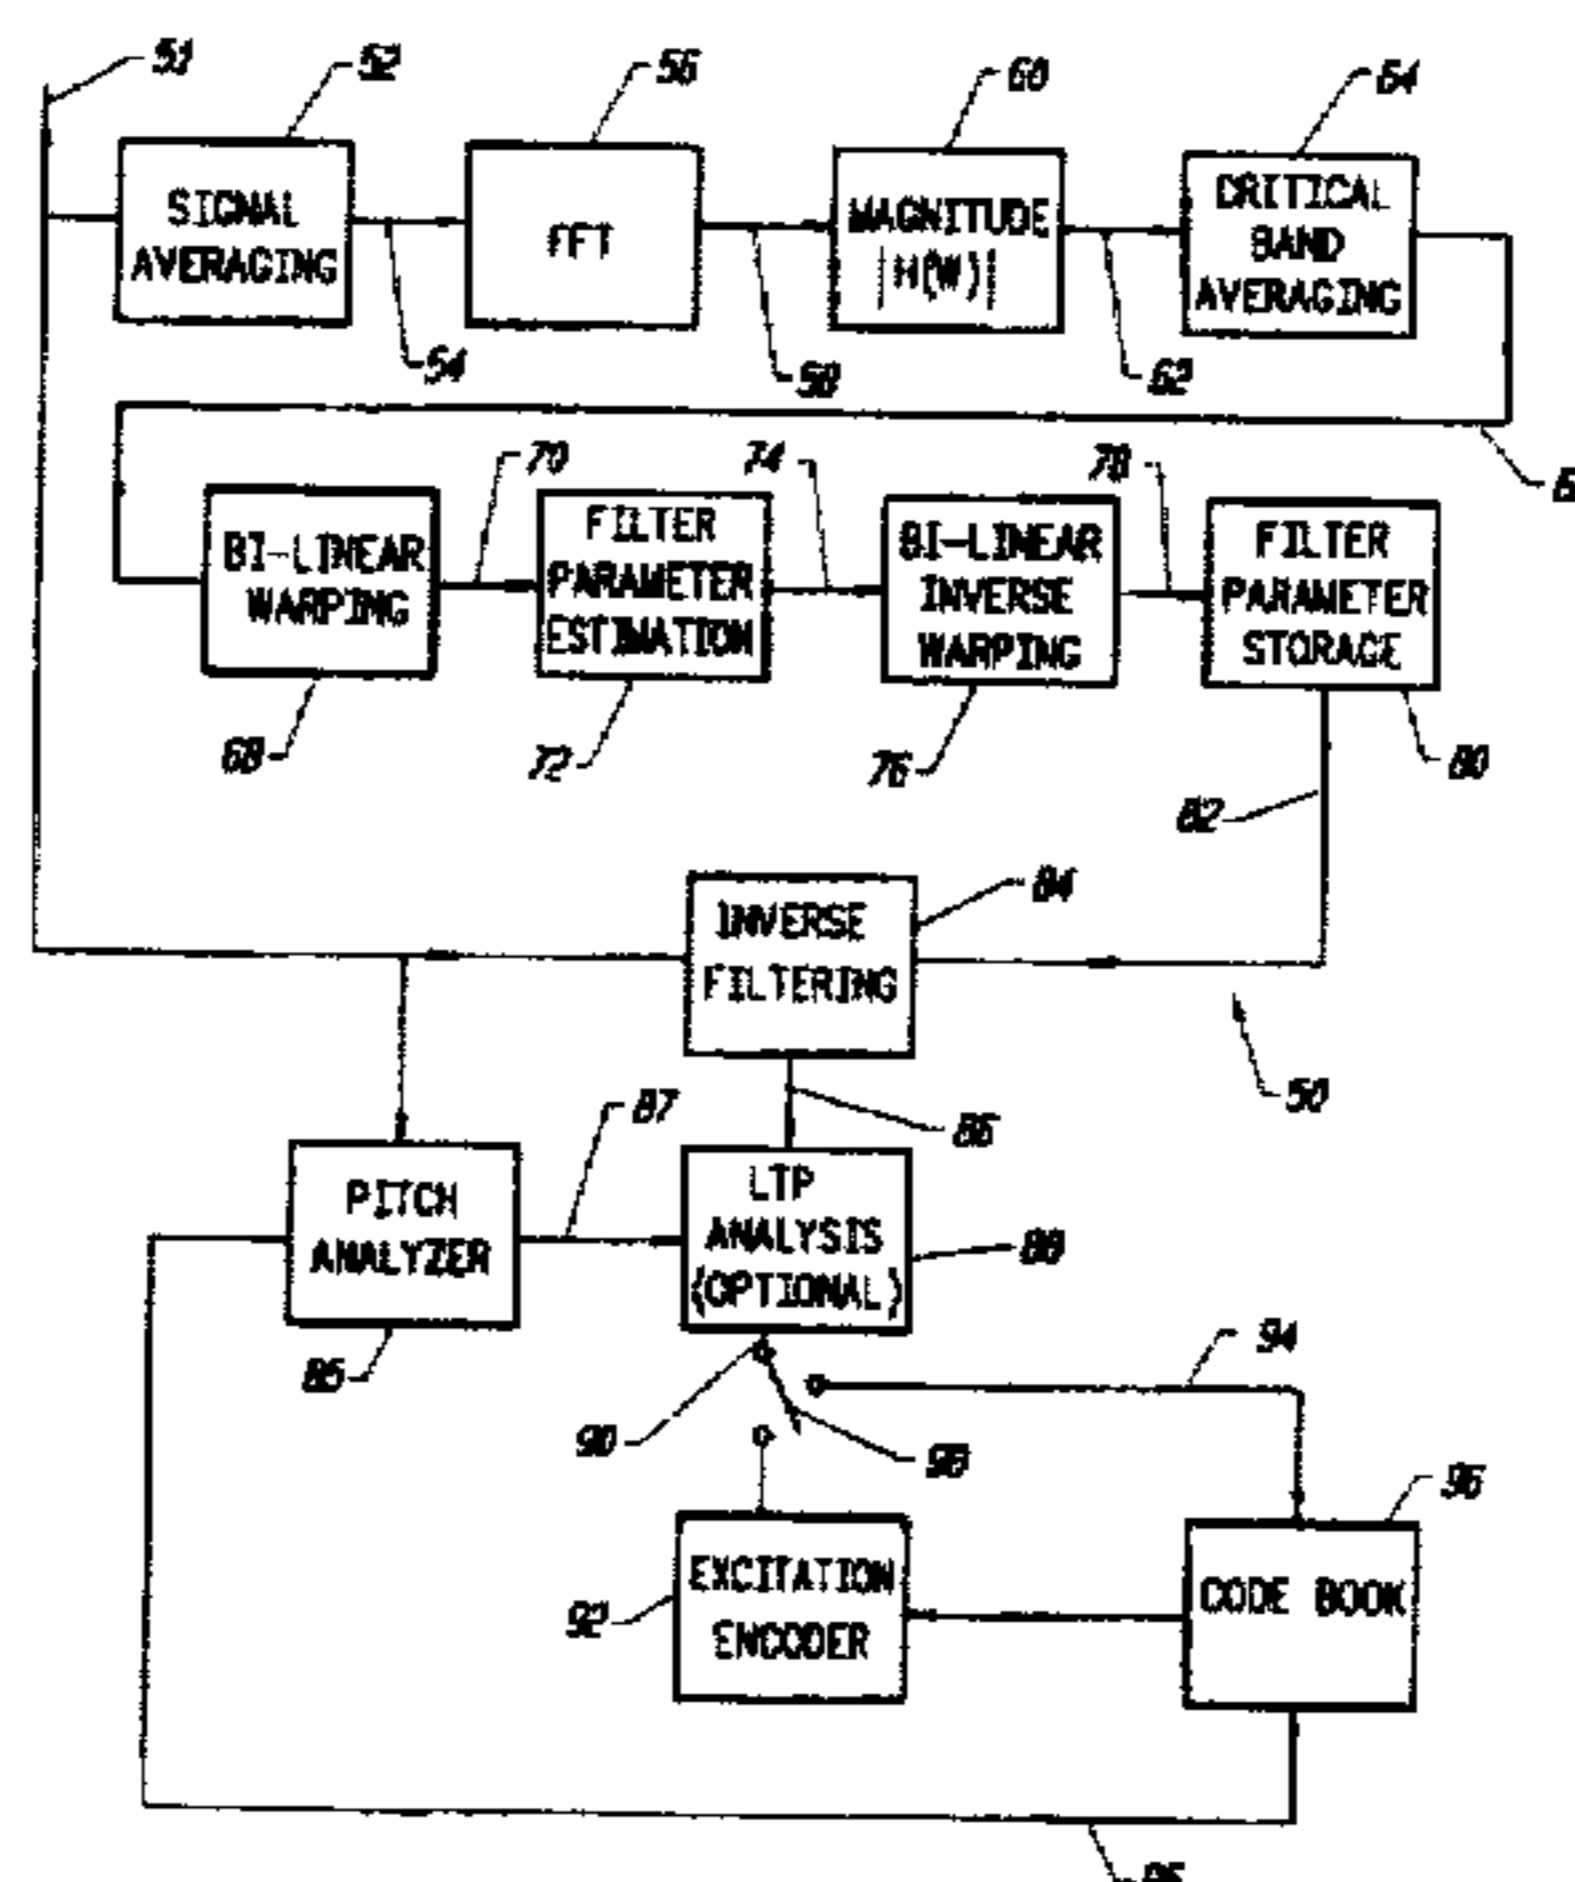 51
52
56
60
64
SIGNAL
AVERAGING
FFT
MAGNITUDE
|H(W)|
CRITICAL
BAND
AVERAGING
54
58
62
70
74
78
BI-LINEAR
WARPING
FILTER
PARAMETER
ESTIMATION
BI-LINEAR
INVERSE
WARPING
FILTER
PARAMETER
STORAGE
68
72
76
80
82
INVERSE
FILTERING
84
50
87
86
PITCH
ANALYZER
LTP
ANALYSIS
(OPTIONAL)
88
85
94
90
98
96
EXCITATION
ENCODER
CODE BOOK
92